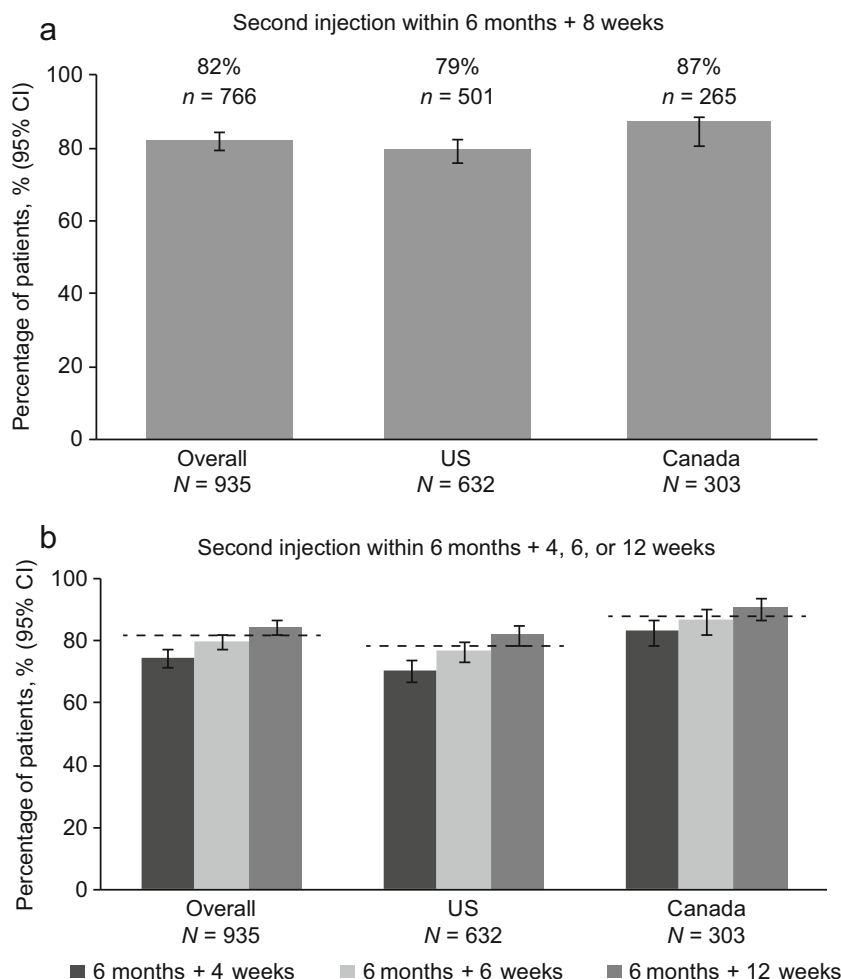 a
Second injection within 6 months + 8 weeks
Percentage of patients, % (95% CI)
100
80
60
40
20
0
82% 79% 87%
n = 766 n = 501 n = 265
Overall US Canada
N = 935 N = 632 N = 303
b
Second injection within 6 months + 4, 6, or 12 weeks
Percentage of patients, % (95% CI)
100
80
60
40
20
0
Overall US Canada
N = 935 N = 632 N = 303
6 months + 4 weeks 6 months + 6 weeks 6 months + 12 weeks